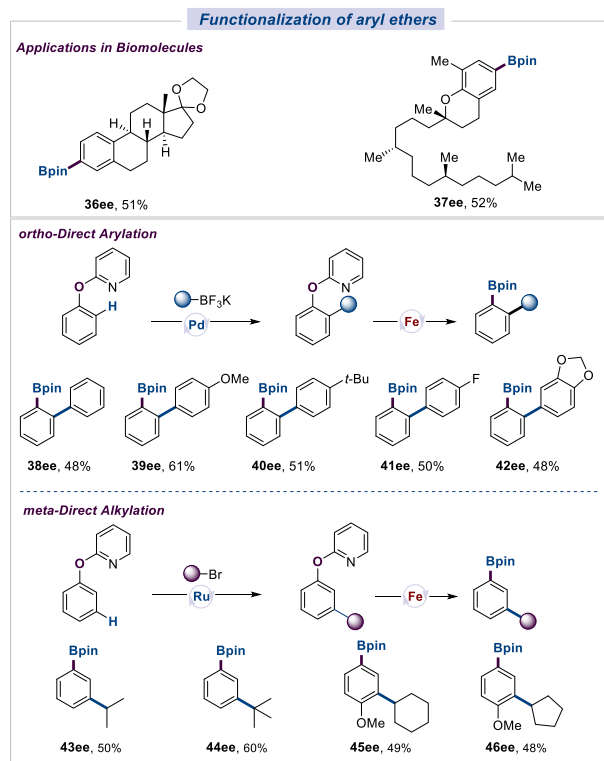 Functionalization of aryl ethers
Applications in Biomolecules
H
H
H
O
O
Bpin
36ee, 51%
Me
Bpin
O
Me
Me
Me
Me
Me
37ee, 52%
ortho-Direct Arylation
O
N
H
BF3K
Pd
O
N
Fe
Bpin
Bpin
38ee, 48%
Bpin
OMe
39ee, 61%
Bpin
t-Bu
40ee, 51%
Bpin
F
41ee, 50%
Bpin
O
O
42ee, 48%
meta-Direct Alkylation
O
N
H
Br
Ru
O
N
Fe
Bpin
Bpin
43ee, 50%
Bpin
44ee, 60%
Bpin
OMe
45ee, 49%
Bpin
OMe
46ee, 48%